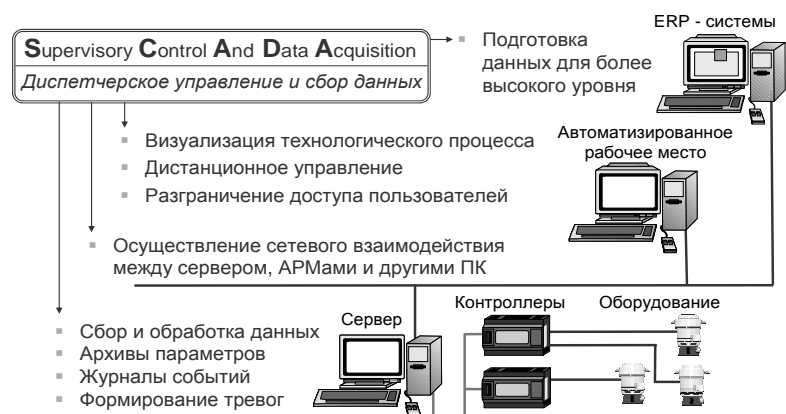 ERP - системы
Supervisory Control And Data Acquisition
Диспетчерское управление и сбор данных
Подготовка
данных для более
высокого уровня
Автоматизированное
рабочее место
Визуализация технологического процесса
Дистанционное управление
Разграничение доступа пользователей
Осуществление сетевого взаимодействия
между сервером, АРМами и другими ПК
Контроллеры
Оборудование
Сервер
Сбор и обработка данных
Архивы параметров
Журналы событий
Формирование тревог